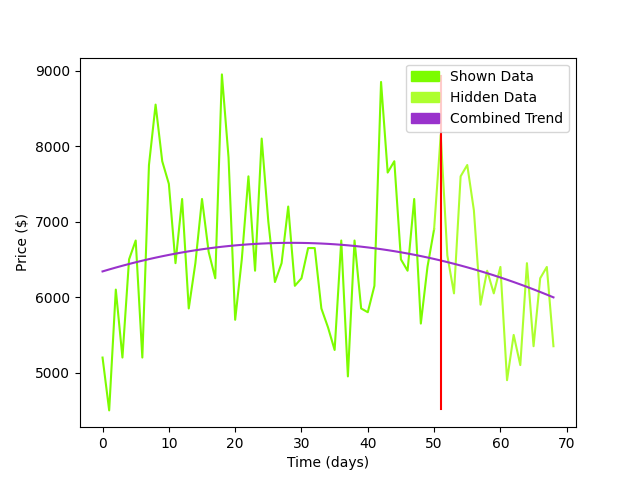 9000
8000
7000
6000
5000
Price ($)
0
10
20
30
40
50
60
70
Time (days)
Shown Data
Hidden Data
Combined Trend